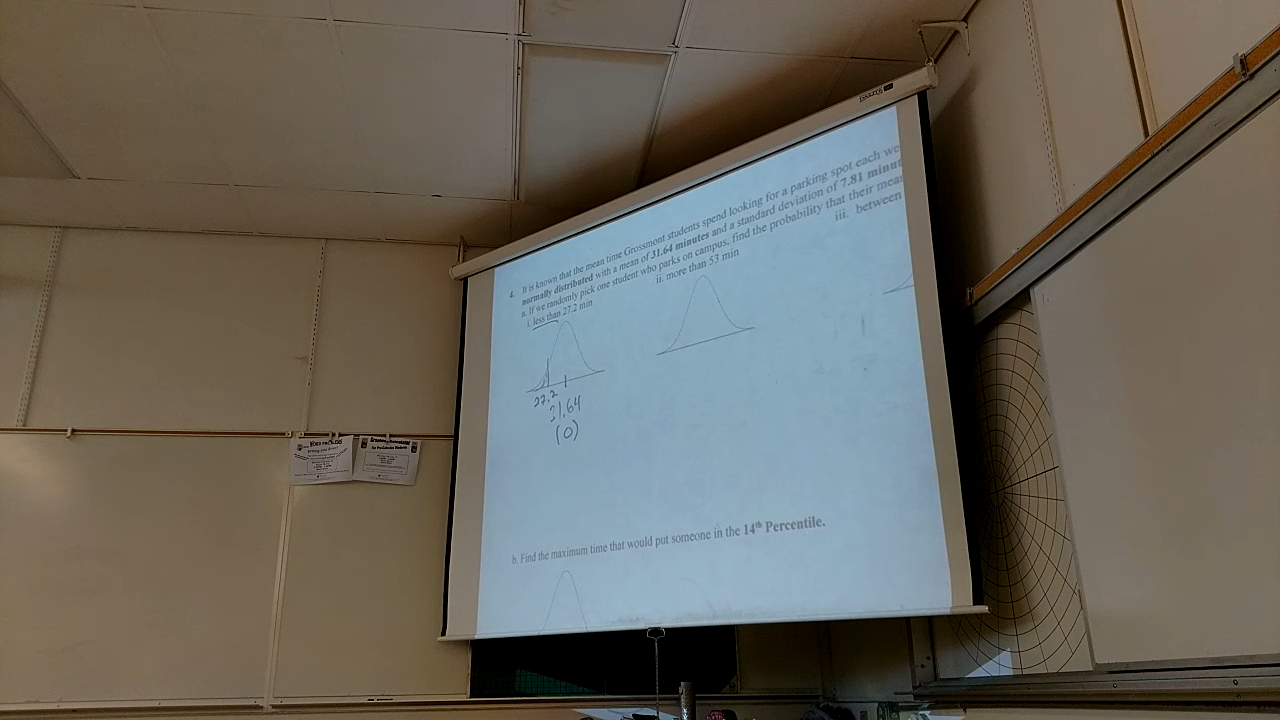 4. It is known that the mean time Grossmont students spend looking for a parking spot each we
normally distributed with a mean of 31.64 minutes and a standard deviation of 7.81 minut
a. If we randomly pick one student who parks on campus, find the probability that their mea
i. less than 27.2 min
ii. more than 53 min
iii. between
27.2
31.64
(0)
b. Find the maximum time that would put someone in the 14th Percentile.